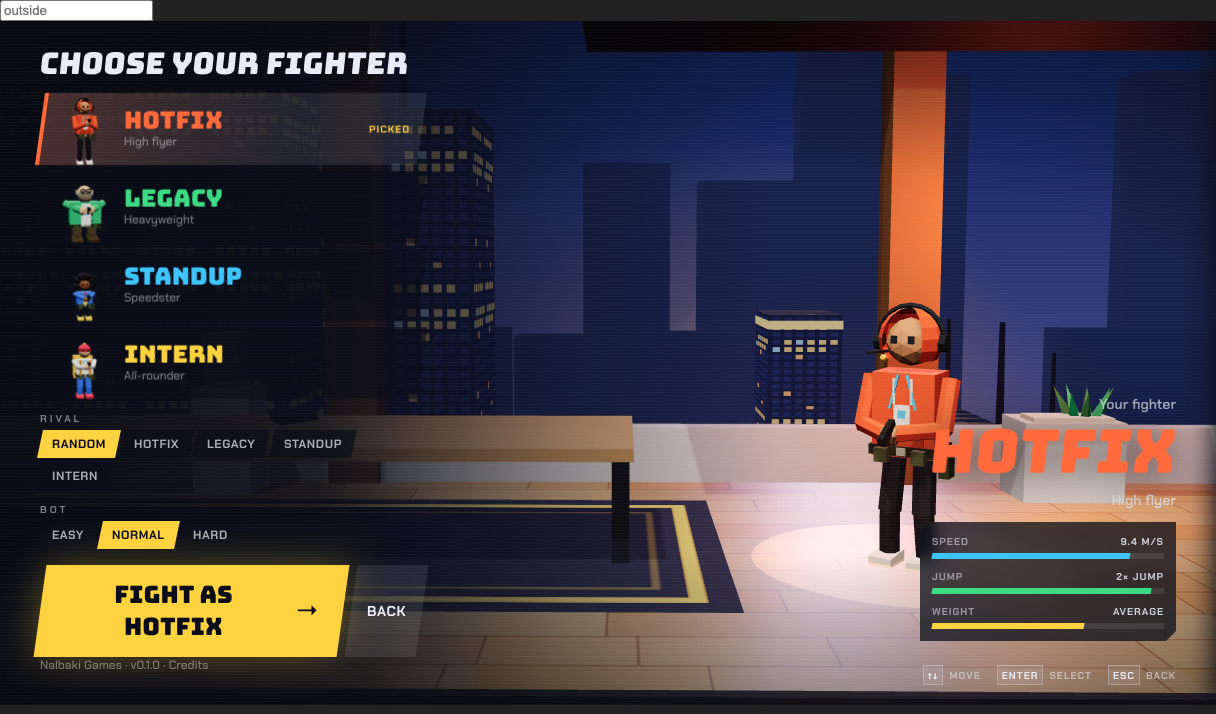 outside
CHOOSE YOUR FIGHTER
HOTFIX
High flyer
PICKED
LEGACY
Heavyweight
STANDUP
Speedster
INTERN
All-rounder
RIVAL
RANDOM HOTFIX LEGACY STANDUP
INTERN
BOT
EASY NORMAL HARD
FIGHT AS
HOTFIX
→
BACK
Nalbaki Games · v0.1.0 · Credits
Your fighter
HOTFIX
High flyer
SPEED 9.4 M/S
JUMP 2× JUMP
WEIGHT AVERAGE
↑↓ MOVE ENTER SELECT ESC BACK